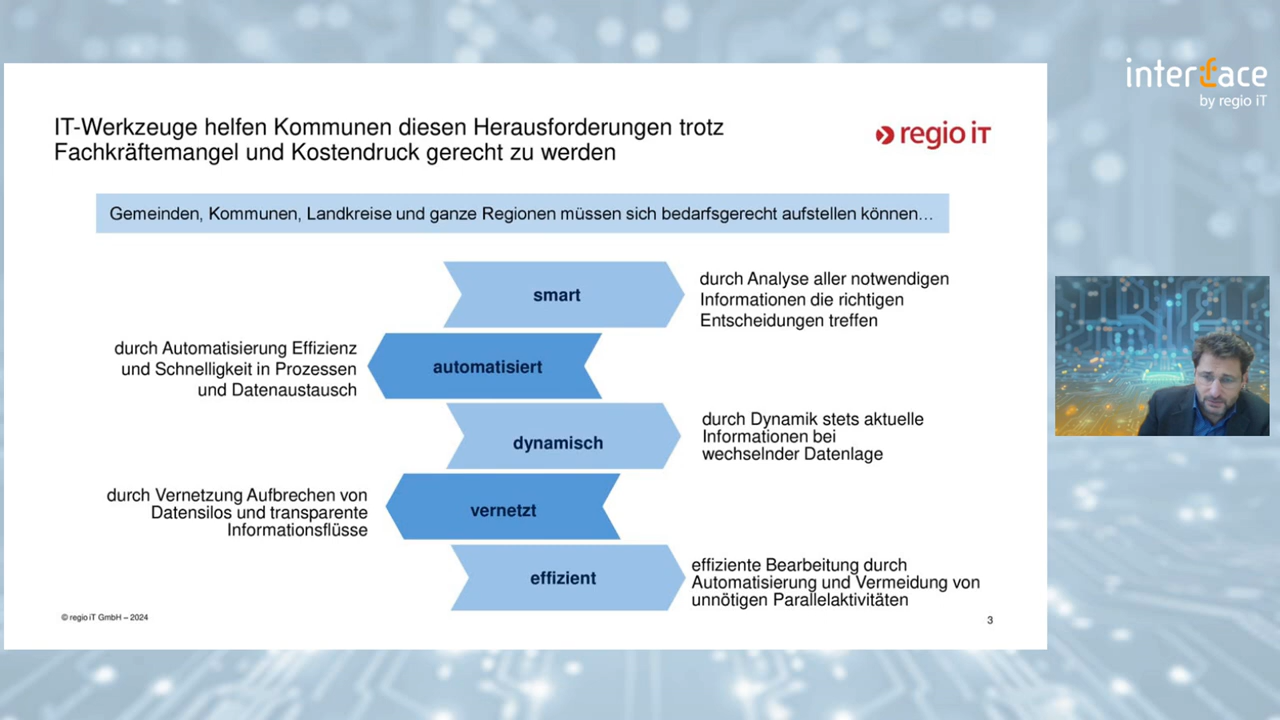 interface
by regio iT
IT-Werkzeuge helfen Kommunen diesen Herausforderungen trotz
Fachkräftemangel und Kostendruck gerecht zu werden
regio iT
Gemeinden, Kommunen, Landkreise und ganze Regionen müssen sich bedarfsgerecht aufstellen können…
smart
durch Analyse aller notwendigen
Informationen die richtigen
Entscheidungen treffen
durch Automatisierung Effizienz
und Schnelligkeit in Prozessen
und Datenaustausch
automatisiert
dynamisch
durch Dynamik stets aktuelle
Informationen bei
wechselnder Datenlage
durch Vernetzung Aufbrechen von
Datensilos und transparente
Informationsflüsse
vernetzt
effizient
effiziente Bearbeitung durch
Automatisierung und Vermeidung von
unnötigen Parallelaktivitäten
© regio iT GmbH – 2024
3